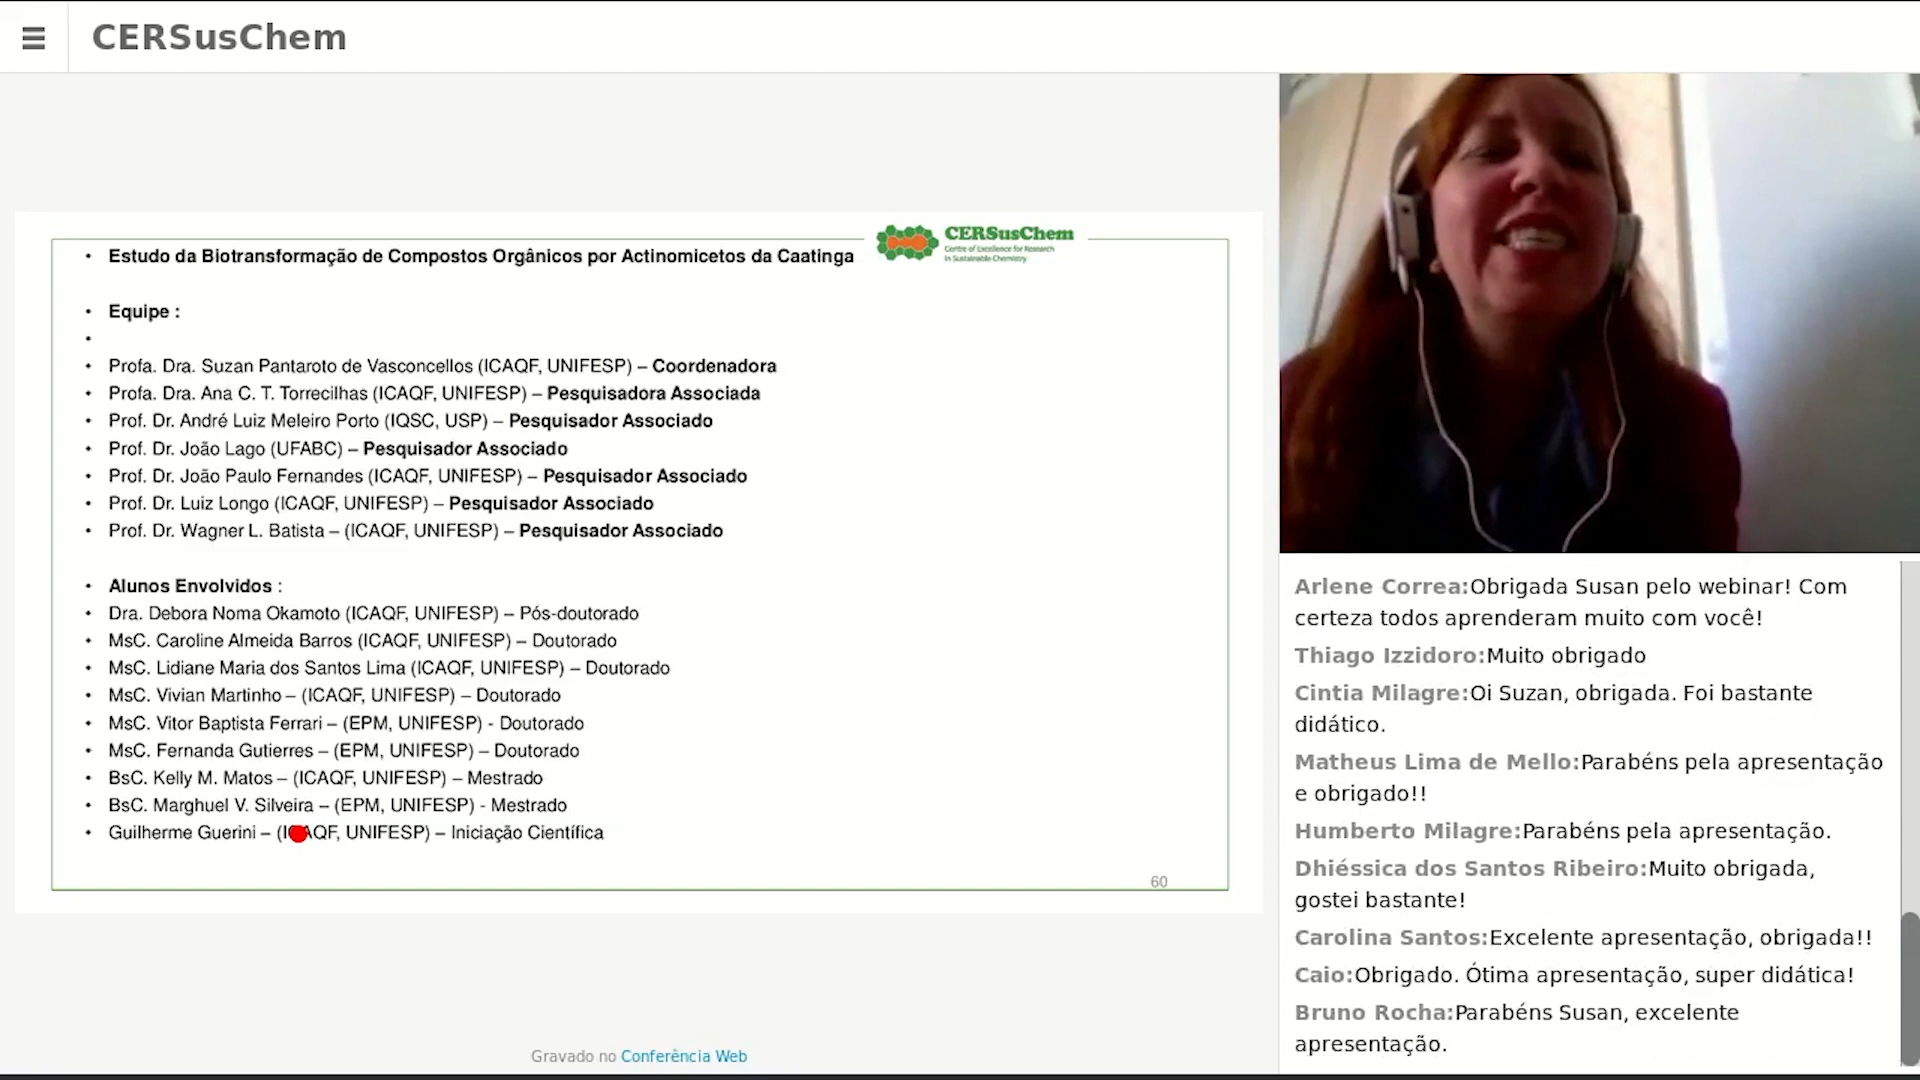 CERSusChem
CERSusChem
Centre of Excellence for Research
in Sustainable Chemistry
• Estudo da Biotransformação de Compostos Orgânicos por Actinomicetos da Caatinga
• Equipe :
•
• Profa. Dra. Suzan Pantaroto de Vasconcellos (ICAQF, UNIFESP) – Coordenadora
• Profa. Dra. Ana C. T. Torrecilhas (ICAQF, UNIFESP) – Pesquisadora Associada
• Prof. Dr. André Luiz Meleiro Porto (IQSC, USP) – Pesquisador Associado
• Prof. Dr. João Lago (UFABC) – Pesquisador Associado
• Prof. Dr. João Paulo Fernandes (ICAQF, UNIFESP) – Pesquisador Associado
• Prof. Dr. Luiz Longo (ICAQF, UNIFESP) – Pesquisador Associado
• Prof. Dr. Wagner L. Batista – (ICAQF, UNIFESP) – Pesquisador Associado
• Alunos Envolvidos :
• Dra. Debora Noma Okamoto (ICAQF, UNIFESP) – Pós-doutorado
• MsC. Caroline Almeida Barros (ICAQF, UNIFESP) – Doutorado
• MsC. Lidiane Maria dos Santos Lima (ICAQF, UNIFESP) – Doutorado
• MsC. Vivian Martinho – (ICAQF, UNIFESP) – Doutorado
• MsC. Vitor Baptista Ferrari – (EPM, UNIFESP) - Doutorado
• MsC. Fernanda Gutierres – (EPM, UNIFESP) – Doutorado
• BsC. Kelly M. Matos – (ICAQF, UNIFESP) – Mestrado
• BsC. Marghuel V. Silveira – (EPM, UNIFESP) - Mestrado
• Guilherme Guerini – (ICAQF, UNIFESP) – Iniciação Científica
60
Gravado no Conferência Web
Arlene Correa:Obrigada Susan pelo webinar! Com
certeza todos aprenderam muito com você!
Thiago Izzidoro:Muito obrigado
Cintia Milagre:Oi Suzan, obrigada. Foi bastante
didático.
Matheus Lima de Mello:Parabéns pela apresentação
e obrigado!!
Humberto Milagre:Parabéns pela apresentação.
Dhiéssica dos Santos Ribeiro:Muito obrigada,
gostei bastante!
Carolina Santos:Excelente apresentação, obrigada!!
Caio:Obrigado. Ótima apresentação, super didática!
Bruno Rocha:Parabéns Susan, excelente
apresentação.